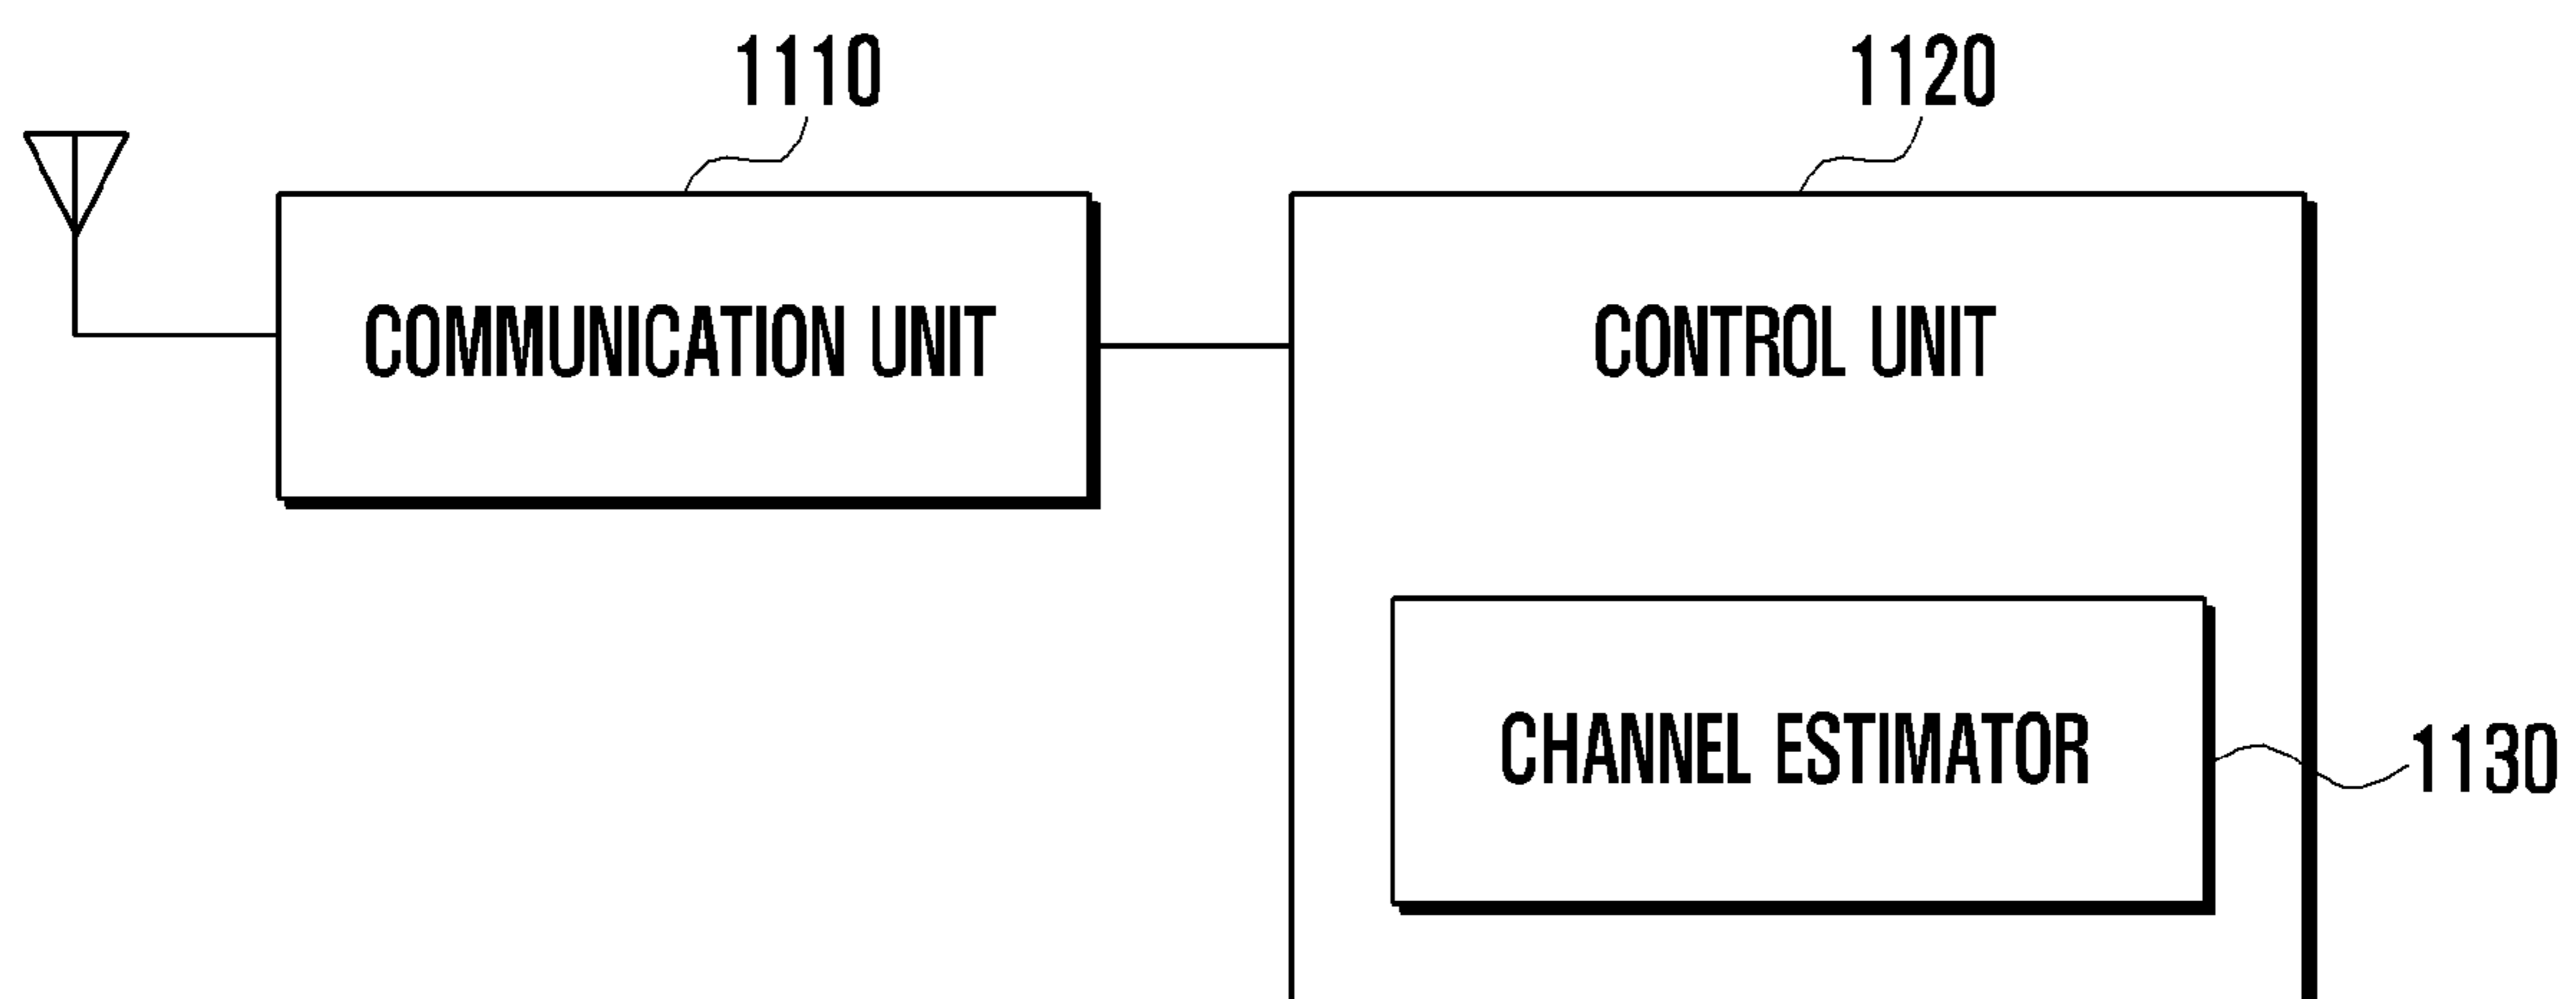 1110
1120
COMMUNICATION UNIT
CONTROL UNIT
CHANNEL ESTIMATOR
1130